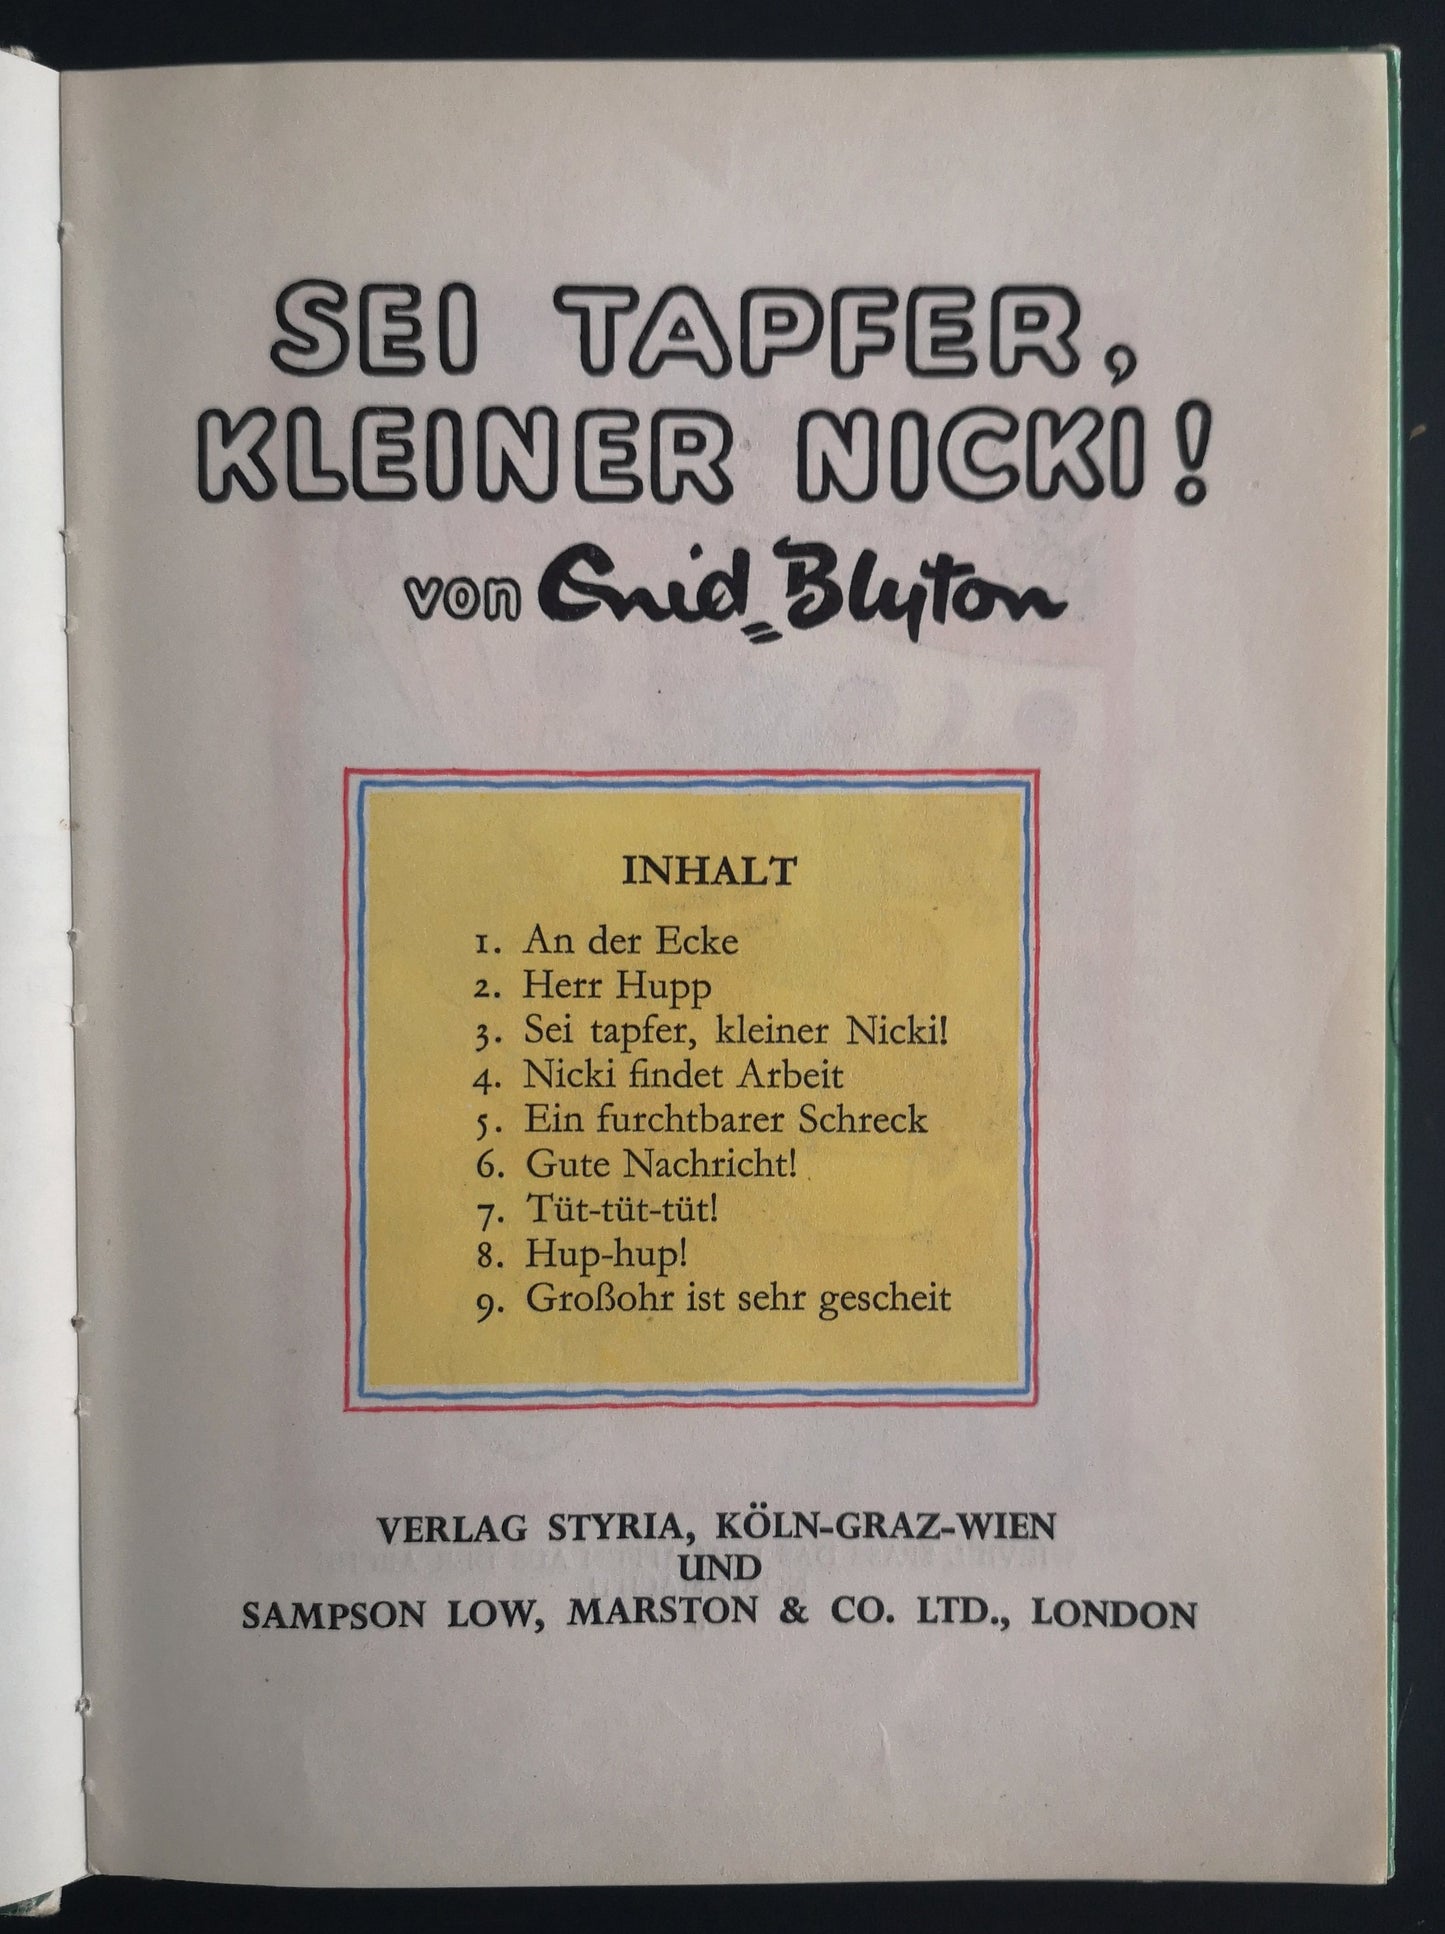 SEI TAPFER,
KLEINER NICKI!
von Enid Blyton
INHALT
1. An der Ecke
2. Herr Hupp
3. Sei tapfer, kleiner Nicki!
4. Nicki findet Arbeit
5. Ein furchtbarer Schreck
6. Gute Nachricht!
7. Tüt-tüt-tüt!
8. Hup-hup!
9. Großohr ist sehr gescheit
VERLAG STYRIA, KÖLN-GRAZ-WIEN
UND
SAMPSON LOW, MARSTON & CO. LTD., LONDON